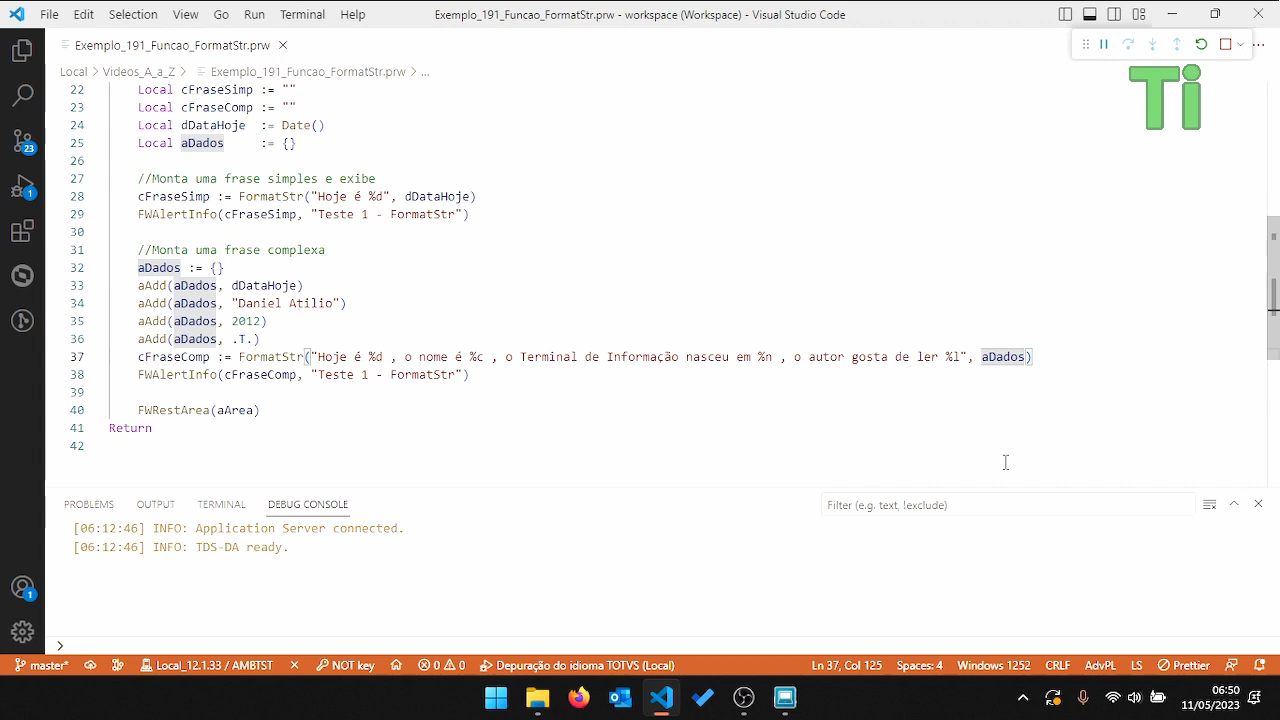 File Edit Selection View Go Run Terminal Help Exemplo_191_Funcao_FormatStr.prw - workspace (Workspace) - Visual Studio Code
Exemplo_191_Funcao_FormatStr.prw
Local > Videos_A_a_Z > Exemplo_191_Funcao_FormatStr.prw > ...
Ti
22 Local cFraseSimp := ""
23 Local cFraseComp := ""
24 Local dDataHoje := Date()
25 Local aDados := {}
26
27 //Monta uma frase simples e exibe
28 cFraseSimp := FormatStr("Hoje é %d", dDataHoje)
29 FWAlertInfo(cFraseSimp, "Teste 1 - FormatStr")
30
31 //Monta uma frase complexa
32 aDados := {}
33 aAdd(aDados, dDataHoje)
34 aAdd(aDados, "Daniel Atilio")
35 aAdd(aDados, 2012)
36 aAdd(aDados, .T.)
37 cFraseComp := FormatStr("Hoje é %d , o nome é %c , o Terminal de Informação nasceu em %n , o autor gosta de ler %l", aDados)
38 FWAlertInfo(cFraseComp, "Teste 1 - FormatStr")
39
40 FWRestArea(aArea)
41 Return
42
23
1
1
PROBLEMS OUTPUT TERMINAL DEBUG CONSOLE Filter (e.g. text, !exclude)
[06:12:46] INFO: Application Server connected.
[06:12:46] INFO: TDS-DA ready.
>
master* Local_12.1.33 / AMBTST NOT key 0 0 Depuração do idioma TOTVS (Local) Ln 37, Col 125 Spaces: 4 Windows 1252 CRLF AdvPL LS Prettier
06:50
11/05/2023